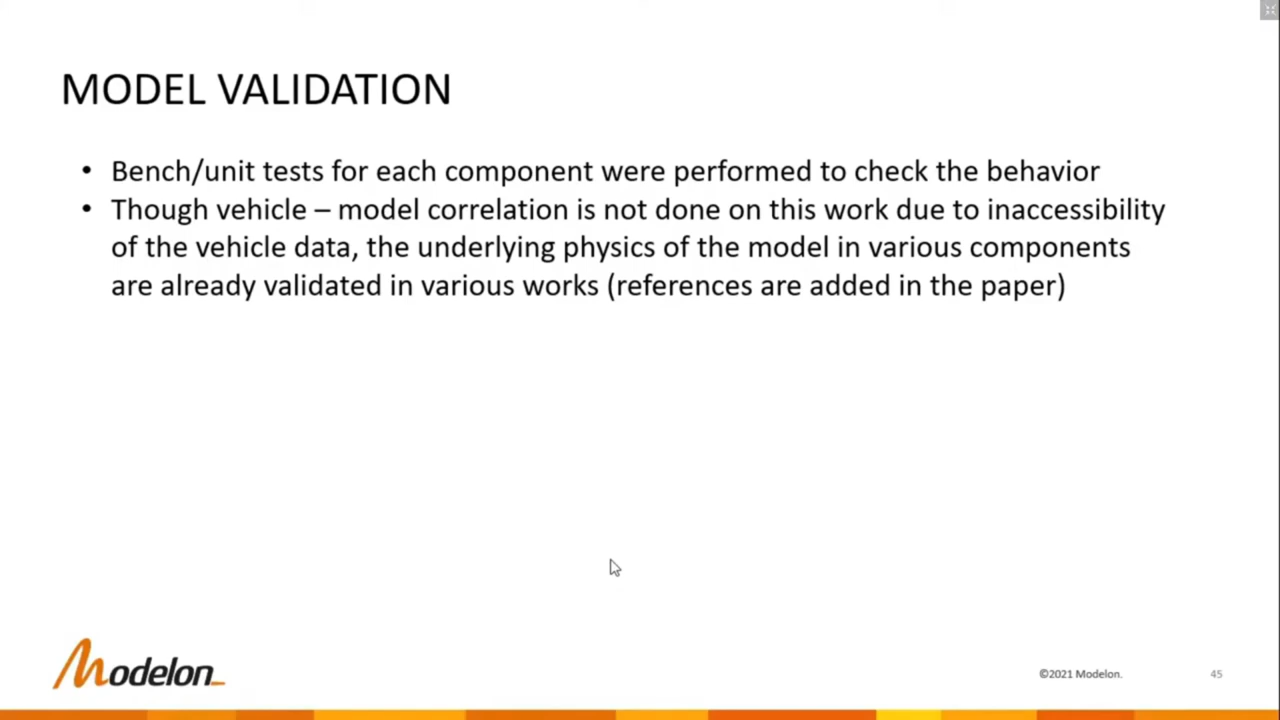 MODEL VALIDATION
• Bench/unit tests for each component were performed to check the behavior
• Though vehicle – model correlation is not done on this work due to inaccessibility
of the vehicle data, the underlying physics of the model in various components
are already validated in various works (references are added in the paper)
Modelon
©2021 Modelon.
45